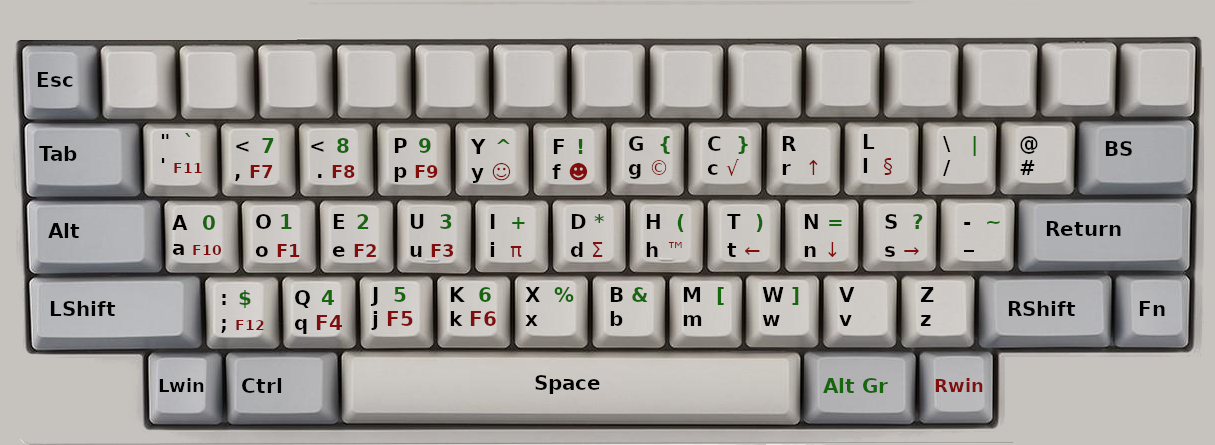 Esc
Tab " ` ' F11 < 7 , F7 < 8 . F8 P 9 p F9 Y ^ y ☺ F ! f ☻ G { g © C } c √ R r ↑ L l § \ | / @ # BS
Alt A 0 a F10 O 1 o F1 E 2 e F2 U 3 u F3 I + i π D * d Σ H ( h ™ T ) t ← N = n ↓ S ? s → - ~ – Return
LShift : $ ; F12 Q 4 q F4 J 5 j F5 K 6 k F6 X % x B & b M [ m W ] w V v Z z RShift Fn
Lwin Ctrl Space Alt Gr Rwin